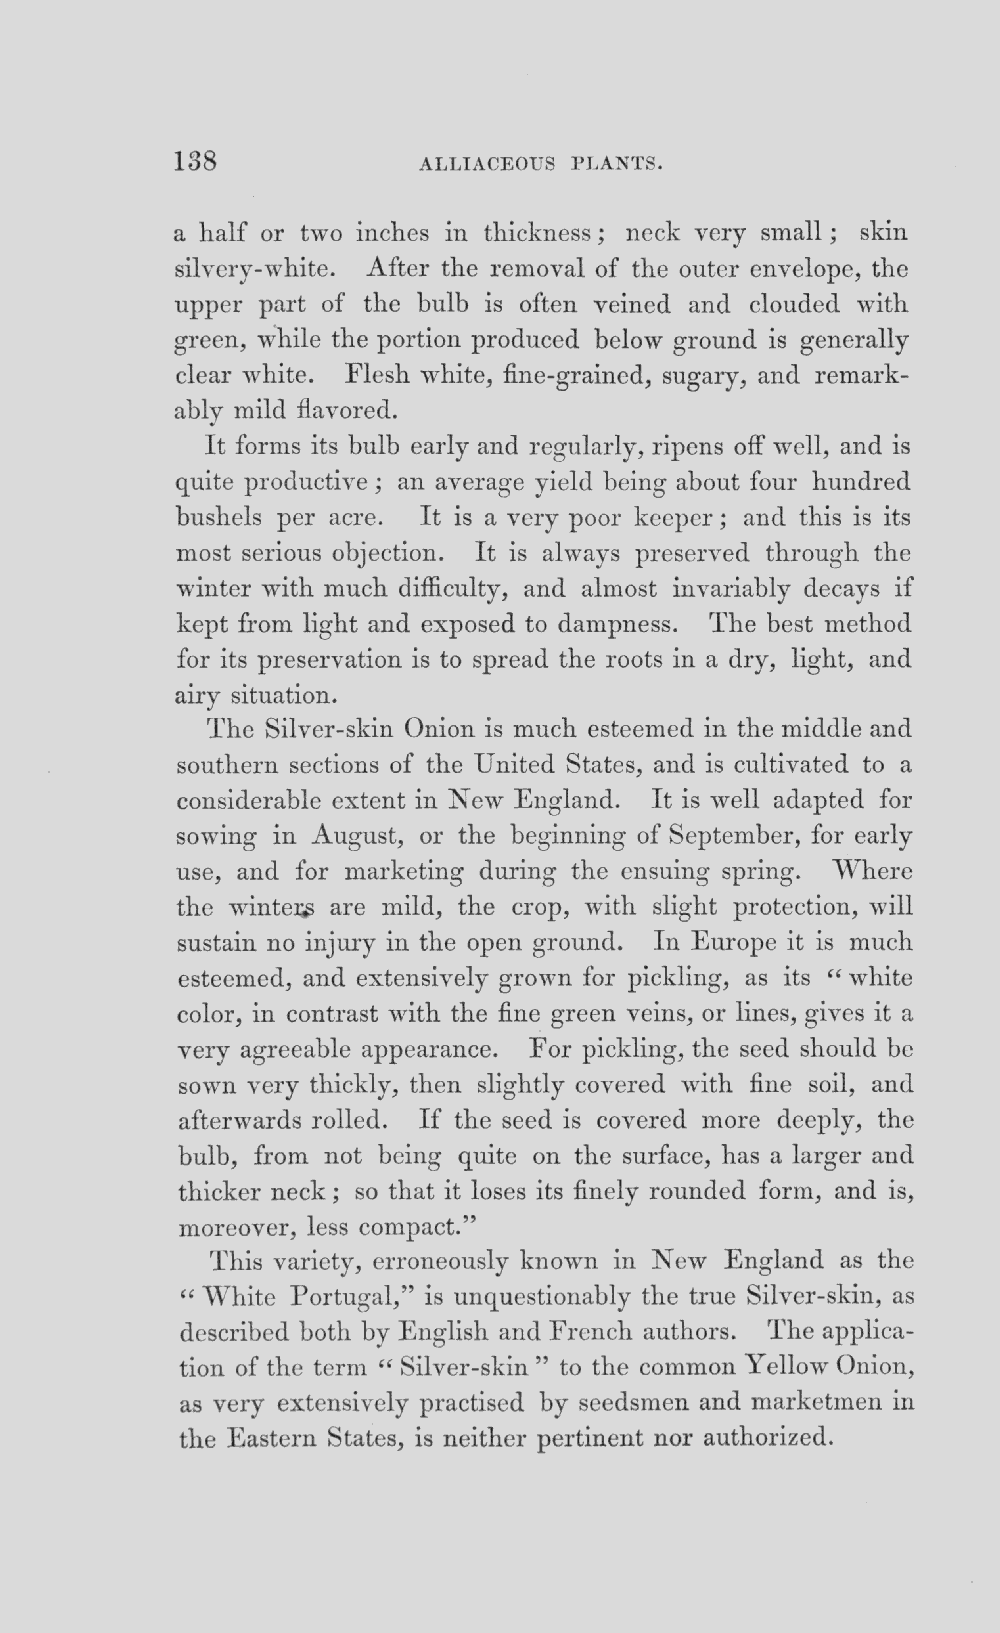 138 ALLIACEOUS PLANTS.
a half or two inches in thickness; neck very small; skin
silvery-white. After the removal of the outer envelope, the
upper part of the bulb is often veined and clouded with
green, while the portion produced below ground is generally
clear white. Flesh white, fine-grained, sugary, and remark-
ably mild flavored.
It forms its bulb early and regularly, ripens off well, and is
quite productive; an average yield being about four hundred
bushels per acre. It is a very poor keeper; and this is its
most serious objection. It is always preserved through the
winter with much difficulty, and almost invariably decays if
kept from light and exposed to dampness. The best method
for its preservation is to spread the roots in a dry, light, and
airy situation.
The Silver-skin Onion is much esteemed in the middle and
southern sections of the United States, and is cultivated to a
considerable extent in New England. It is well adapted for
sowing in August, or the beginning of September, for early
use, and for marketing during the ensuing spring. Where
the winters are mild, the crop, with slight protection, will
sustain no injury in the open ground. In Europe it is much
esteemed, and extensively grown for pickling, as its “white
color, in contrast with the fine green veins, or lines, gives it a
very agreeable appearance. For pickling, the seed should be
sown very thickly, then slightly covered with fine soil, and
afterwards rolled. If the seed is covered more deeply, the
bulb, from not being quite on the surface, has a larger and
thicker neck; so that it loses its finely rounded form, and is,
moreover, less compact.”
This variety, erroneously known in New England as the
“White Portugal,” is unquestionably the true Silver-skin, as
described both by English and French authors. The applica-
tion of the term “Silver-skin” to the common Yellow Onion,
as very extensively practised by seedsmen and marketmen in
the Eastern States, is neither pertinent nor authorized.